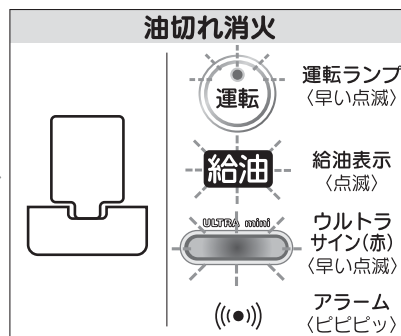 油切れ消火
運転
運転ランプ
〈早い点滅〉
給油
給油表示
〈点滅〉
ULTRA mini
ウルトラ
サイン(赤)
〈早い点滅〉
アラーム
〈ピピピッ〉